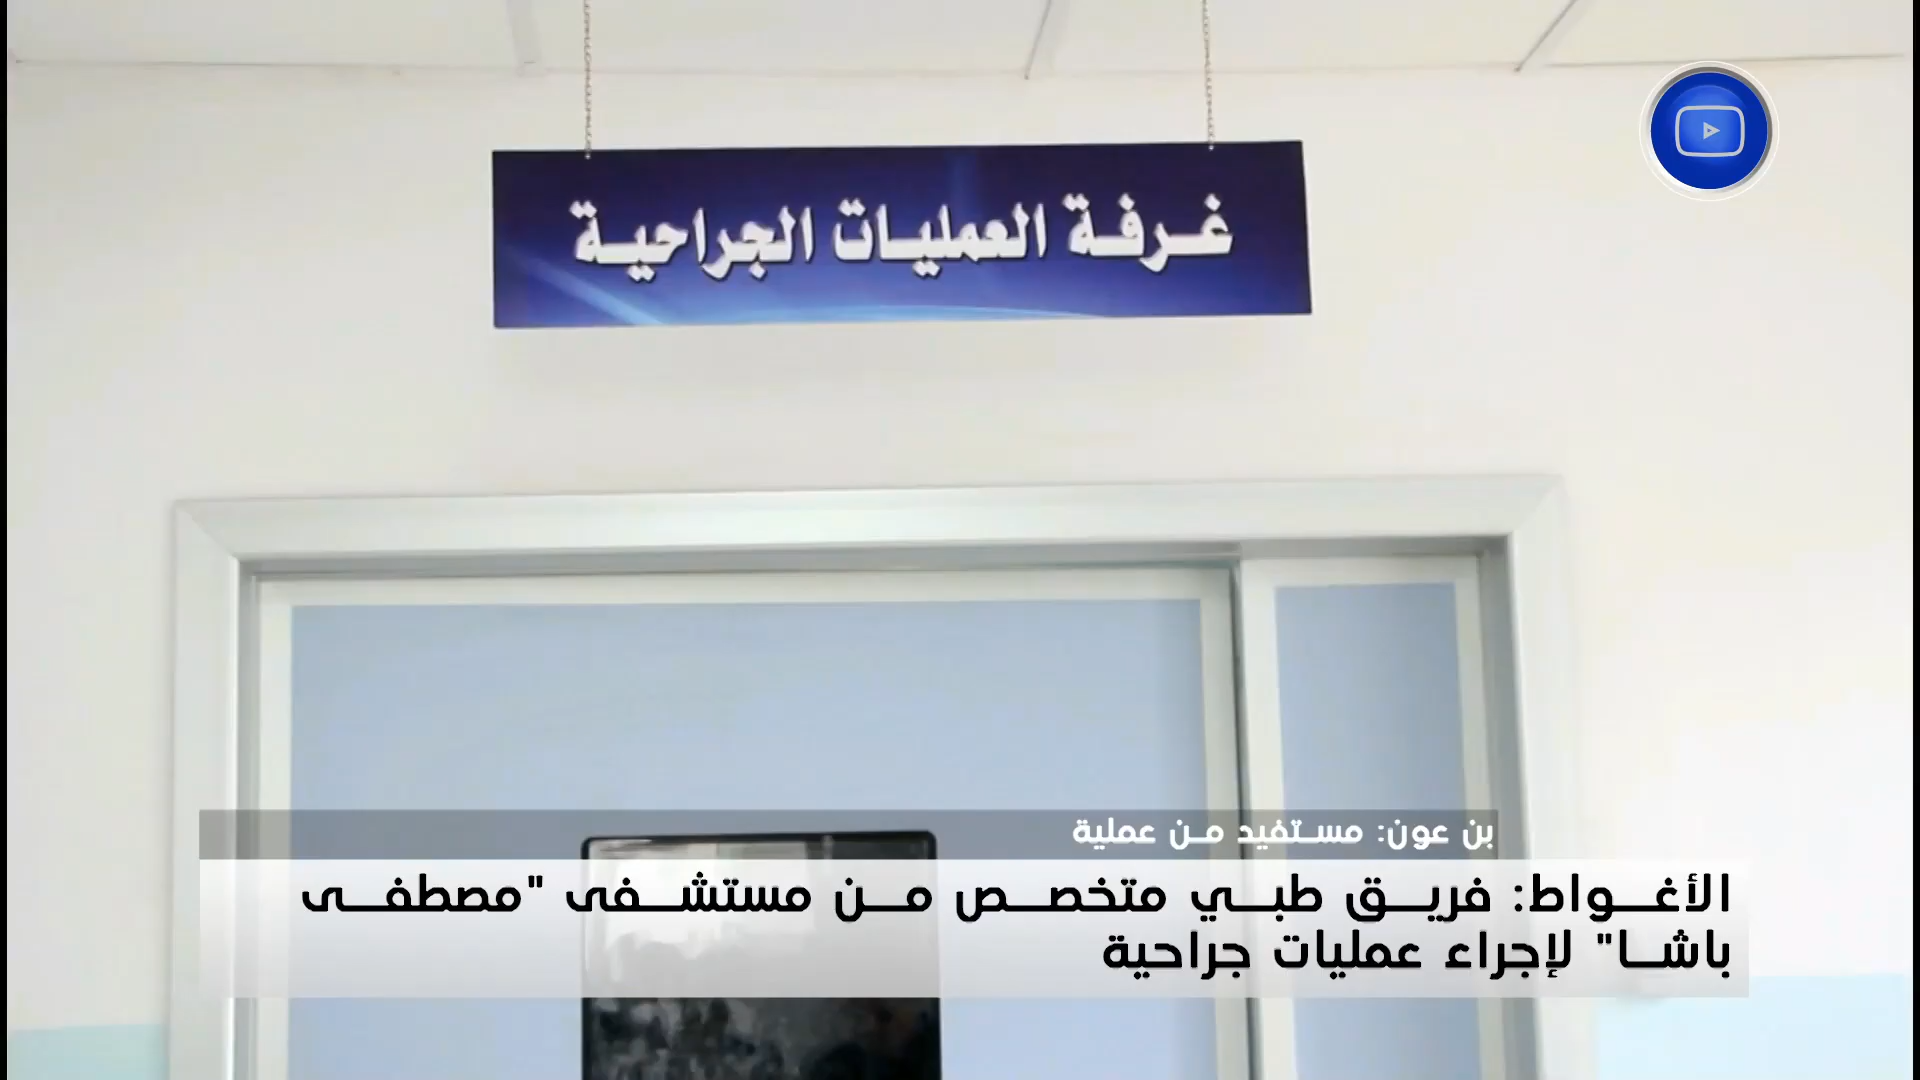 غرفة العمليات الجراحية
بن عون: مستفيد من عملية
الأغواط: فريق طبي متخصص من مستشفى "مصطفى
باشا" لإجراء عمليات جراحية